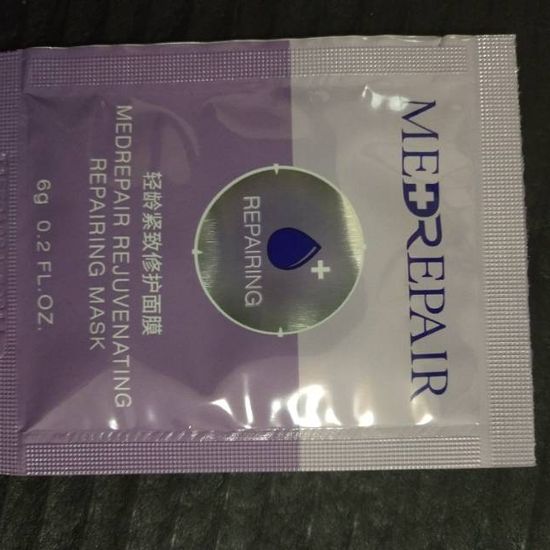 MEDREPAIR
REPAIRING
轻龄紧致修护面膜
MEDREPAIR REJUVENATING
REPAIRING MASK
6g 0.2 FL.OZ.